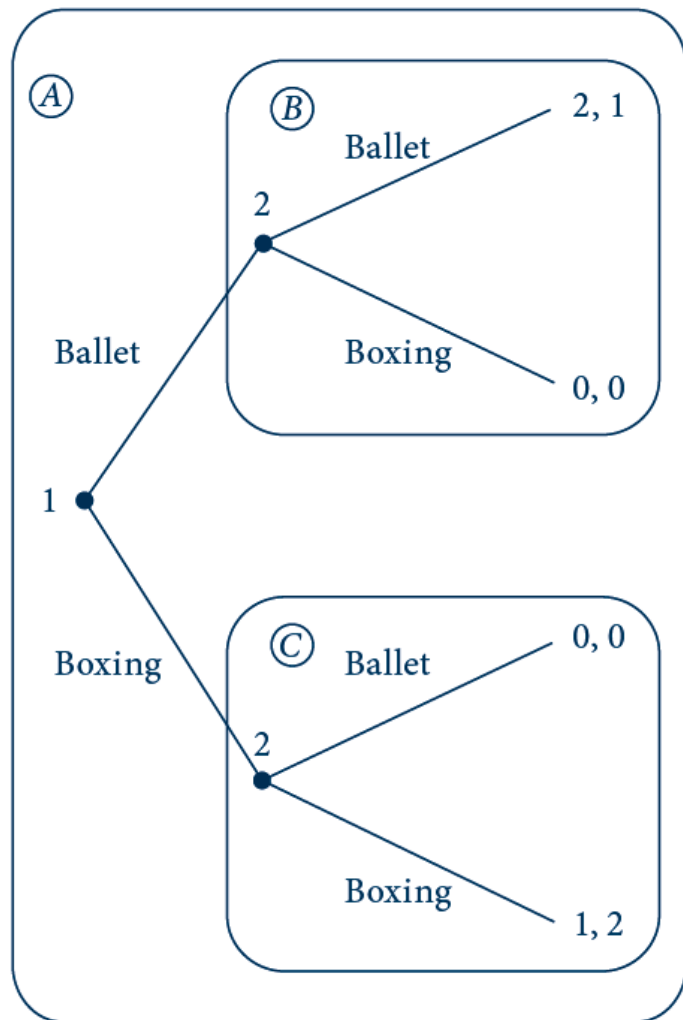 A
B
2, 1
Ballet
2
Ballet
Boxing
0, 0
1
C
0, 0
Ballet
Boxing
2
Boxing
1, 2